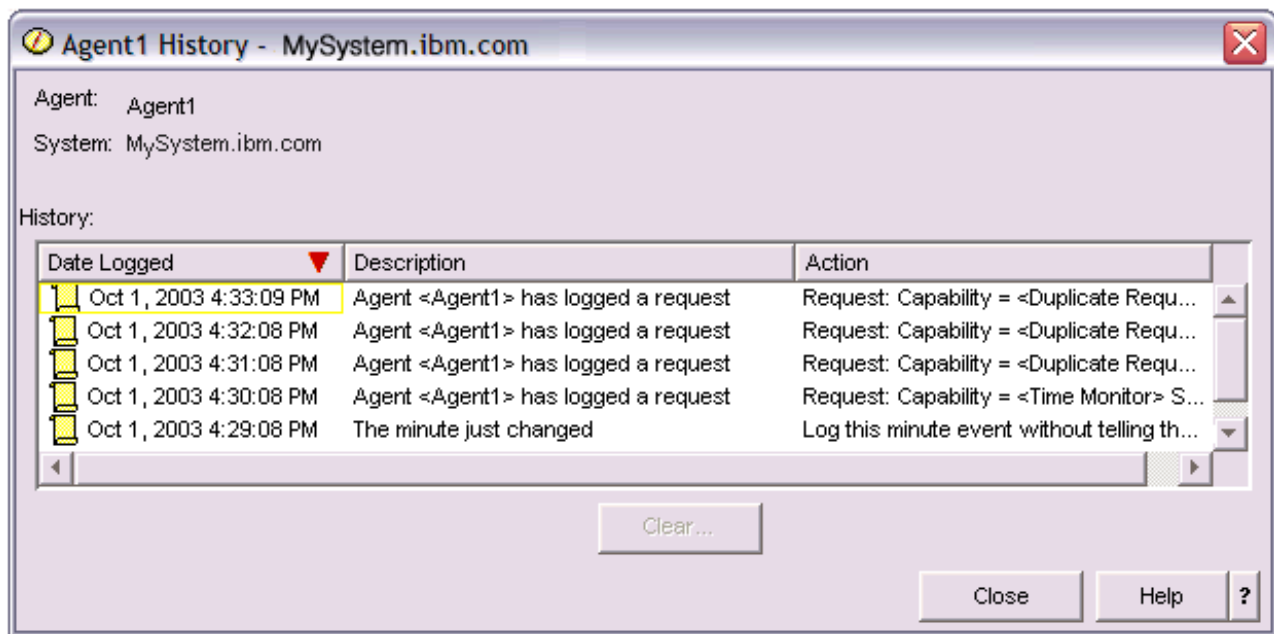 Agent1 History - MySystem.ibm.com
Agent: Agent1
System: MySystem.ibm.com
History:
Date Logged Description Action
Oct 1, 2003 4:33:09 PM Agent <Agent1> has logged a request Request: Capability = <Duplicate Requ...
Oct 1, 2003 4:32:08 PM Agent <Agent1> has logged a request Request: Capability = <Duplicate Requ...
Oct 1, 2003 4:31:08 PM Agent <Agent1> has logged a request Request: Capability = <Duplicate Requ...
Oct 1, 2003 4:30:08 PM Agent <Agent1> has logged a request Request: Capability = <Time Monitor> S...
Oct 1, 2003 4:29:08 PM The minute just changed Log this minute event without telling th...
Clear...
Close Help ?